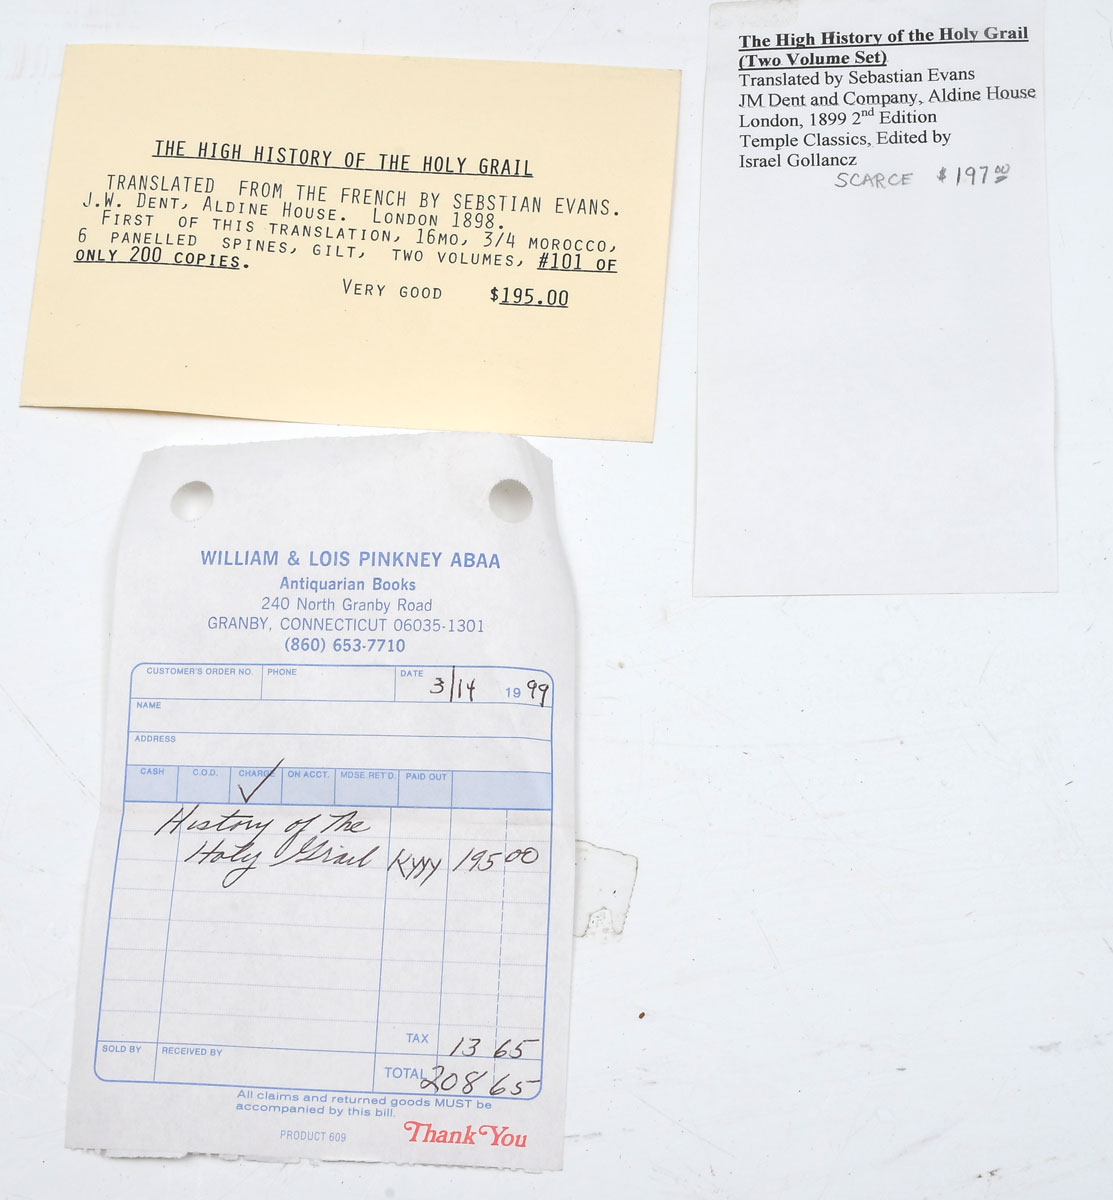 THE HIGH HISTORY OF THE HOLY GRAIL
TRANSLATED FROM THE FRENCH BY SEBSTIAN EVANS.
J.W. DENT, ALDINE HOUSE. LONDON 1898.
FIRST OF THIS TRANSLATION, 16MO, 3/4 MOROCCO,
6 PANELLED SPINES, GILT, TWO VOLUMES, #101 OF
ONLY 200 COPIES.
VERY GOOD $195.00
The High History of the Holy Grail
(Two Volume Set)
Translated by Sebastian Evans
JM Dent and Company, Aldine House
London, 1899 2nd Edition
Temple Classics, Edited by
Israel Gollancz
SCARCE $197.00
WILLIAM & LOIS PINKNEY ABAA
Antiquarian Books
240 North Granby Road
GRANBY, CONNECTICUT 06035-1301
(860) 653-7710
CUSTOMER'S ORDER NO. PHONE DATE 3/14 19 99
NAME
ADDRESS
CASH C.O.D. CHARGE ON ACCT. MDSE. RET'D. PAID OUT
History of The
Holy Grail 195 00
TAX 13 65
SOLD BY RECEIVED BY
TOTAL 208 65
All claims and returned goods MUST be
accompanied by this bill.
PRODUCT 609 Thank You